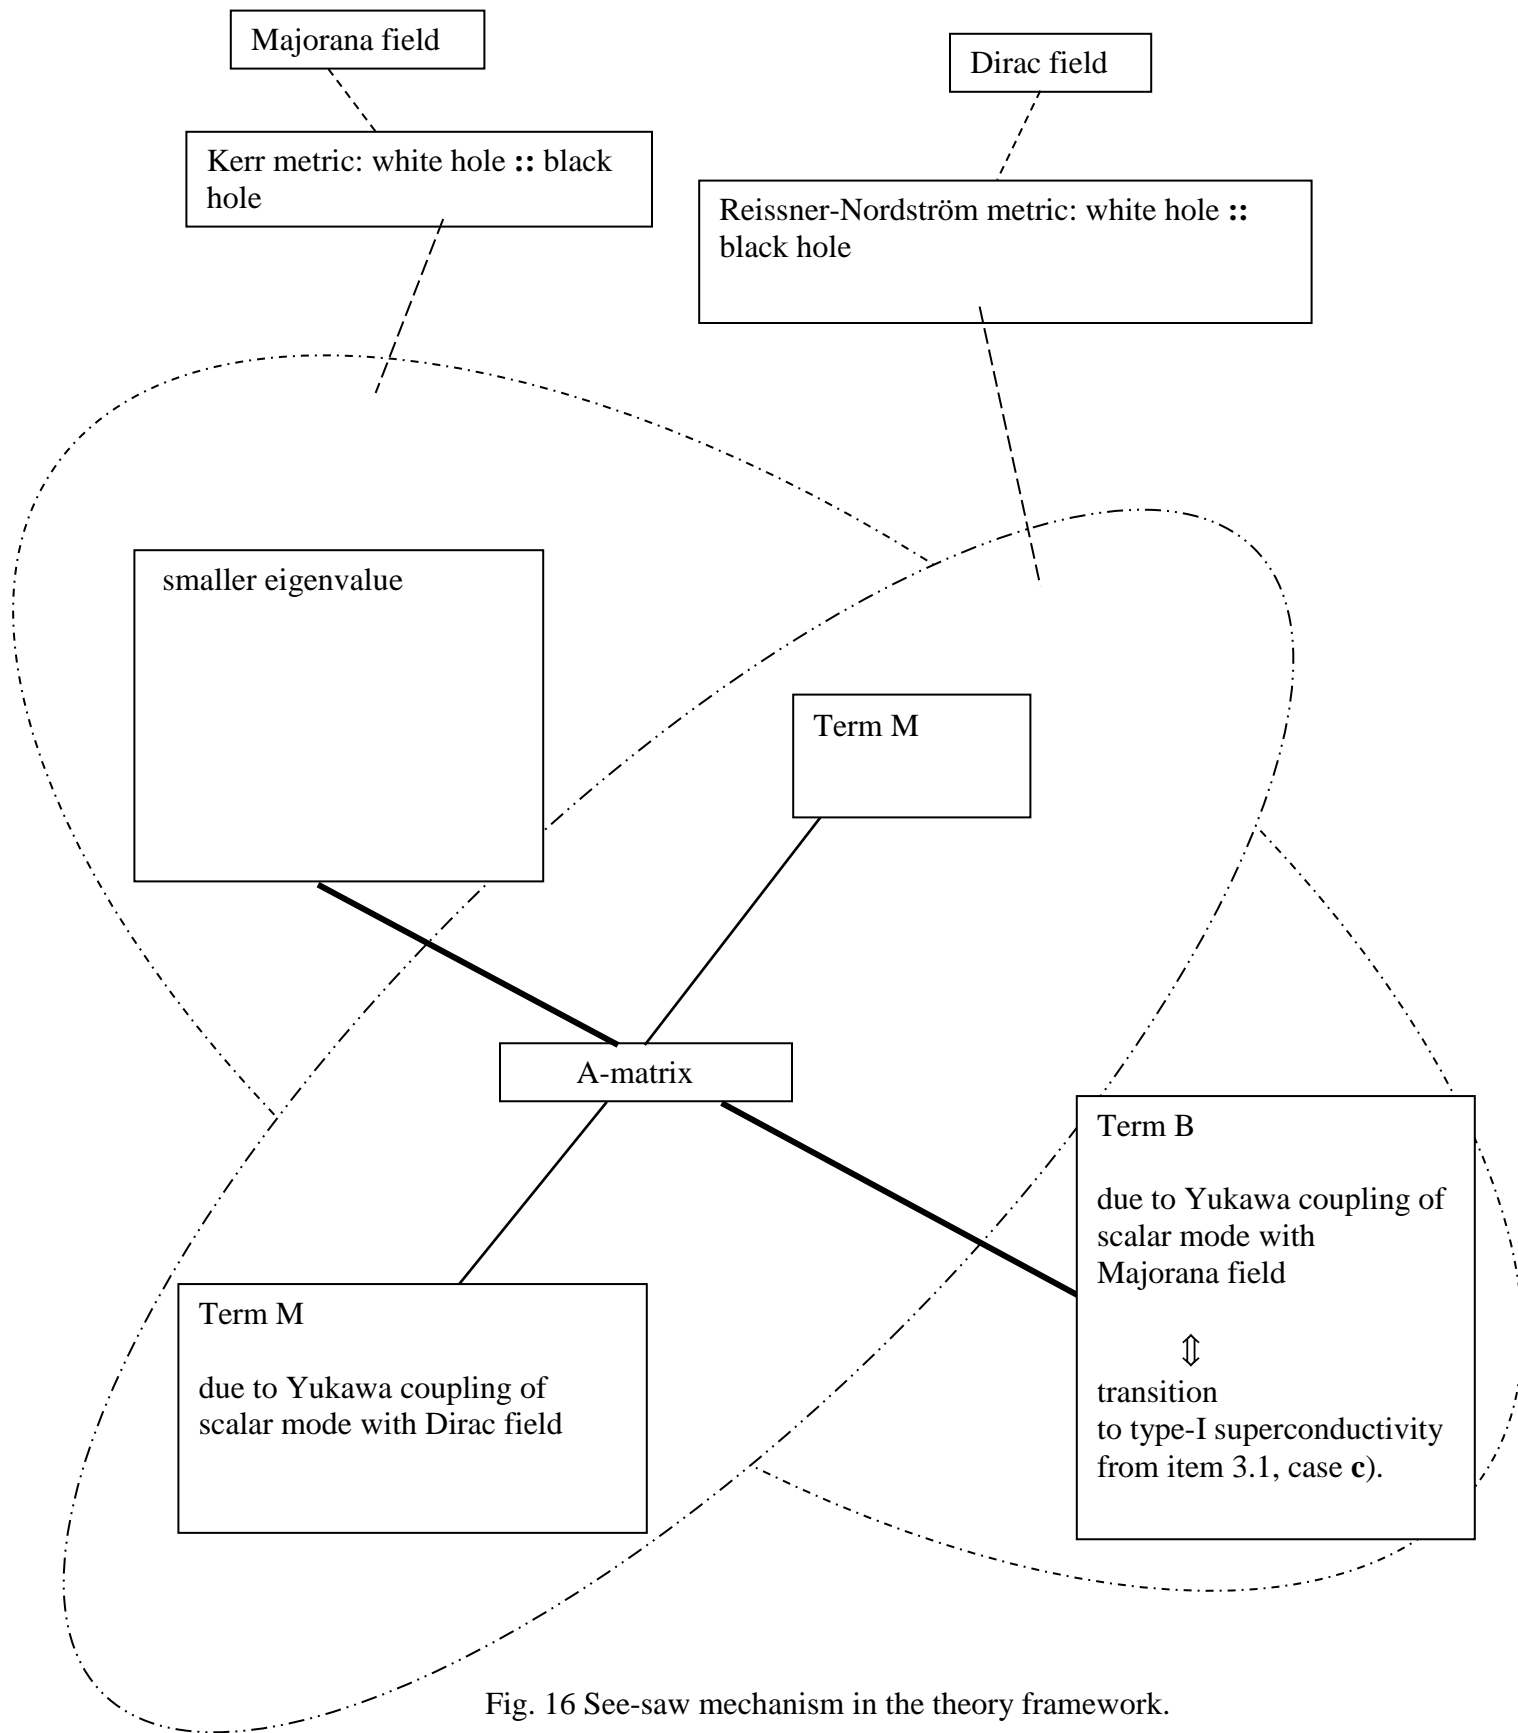 Majorana field
Dirac field
Kerr metric: white hole :: black
hole
Reissner-Nordström metric: white hole ::
black hole
smaller eigenvalue
Term M
A-matrix
Term B
due to Yukawa coupling of
scalar mode with
Majorana field
⇕
transition
to type-I superconductivity
from item 3.1, case c).
Term M
due to Yukawa coupling of
scalar mode with Dirac field
Fig. 16 See-saw mechanism in the theory framework.